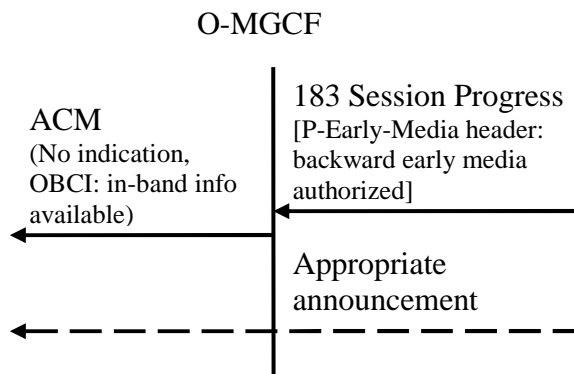 O-MGCF
183 Session Progress
[P-Early-Media header:
backward early media
authorized]
ACM
(No indication,
OBCI: in-band info
available)
Appropriate
announcement